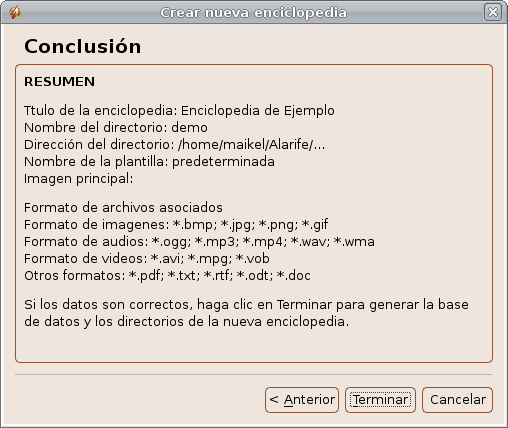 Crear nueva enciclopedia
Conclusión
RESUMEN
Ttulo de la enciclopedia: Enciclopedia de Ejemplo
Nombre del directorio: demo
Dirección del directorio: /home/maikel/Alarife/...
Nombre de la plantilla: predeterminada
Imagen principal:
Formato de archivos asociados
Formato de imagenes: *.bmp; *.jpg; *.png; *.gif
Formato de audios: *.ogg; *.mp3; *.mp4; *.wav; *.wma
Formato de videos: *.avi; *.mpg; *.vob
Otros formatos: *.pdf; *.txt; *.rtf; *.odt; *.doc
Si los datos son correctos, haga clic en Terminar para generar la base
de datos y los directorios de la nueva enciclopedia.
< Anterior Terminar Cancelar